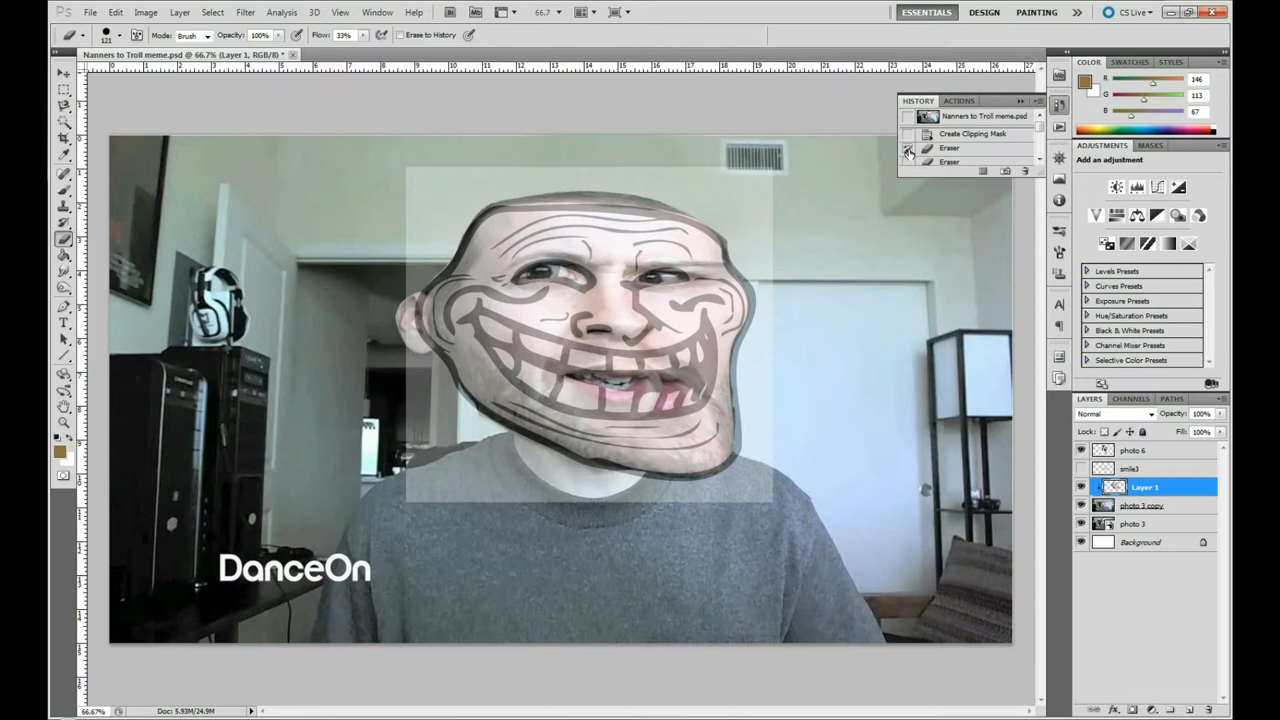 Ps File Edit Image Layer Select Filter Analysis 3D View Window Help Br Mb 66.7 ESSENTIALS DESIGN PAINTING CS Live
121 Mode: Brush Opacity: 100% Flow: 33% Erase to History
Nanners to Troll meme.psd @ 66.7% (Layer 1, RGB/8) *
HISTORY ACTIONS
Nanners to Troll meme.psd
Create Clipping Mask
Eraser
Eraser
COLOR SWATCHES STYLES
R 146
G 113
B 67
ADJUSTMENTS MASKS
Add an adjustment
Levels Presets
Curves Presets
Exposure Presets
Hue/Saturation Presets
Black & White Presets
Channel Mixer Presets
Selective Color Presets
LAYERS CHANNELS PATHS
Normal Opacity: 100%
Lock: Fill: 100%
photo 6
smile3
Layer 1
photo 3 copy
photo 3
Background
DanceOn
66.67% Doc: 5.93M/24.9M